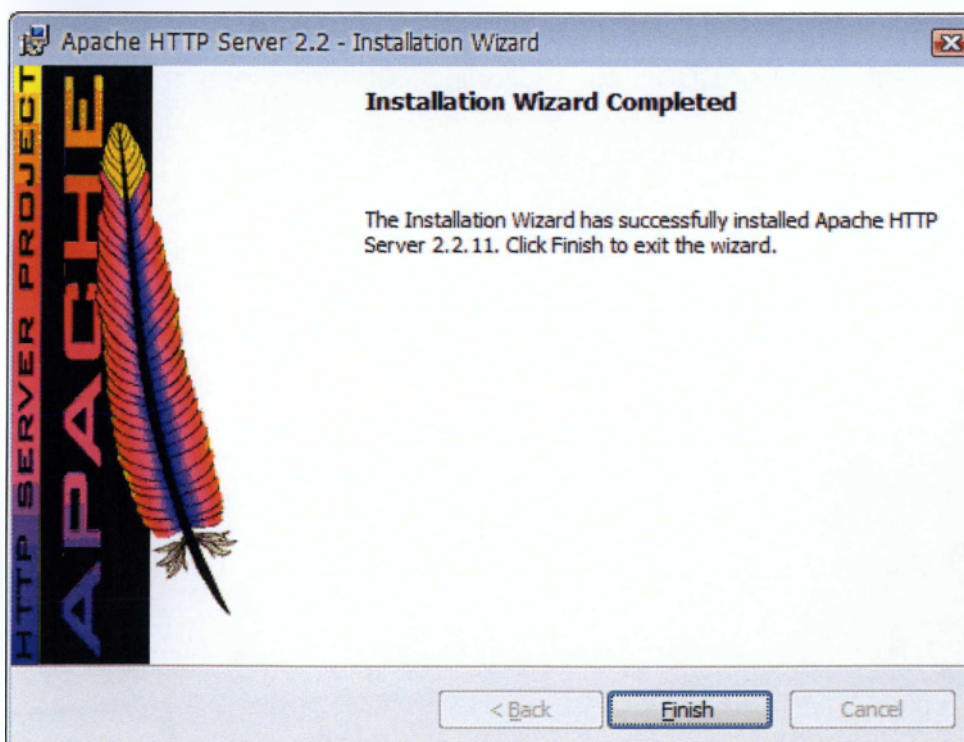 Apache HTTP Server 2.2 - Installation Wizard
HTTP SERVER PROJECT
APACHE
Installation Wizard Completed
The Installation Wizard has successfully installed Apache HTTP
Server 2.2.11. Click Finish to exit the wizard.
< Back
Finish
Cancel